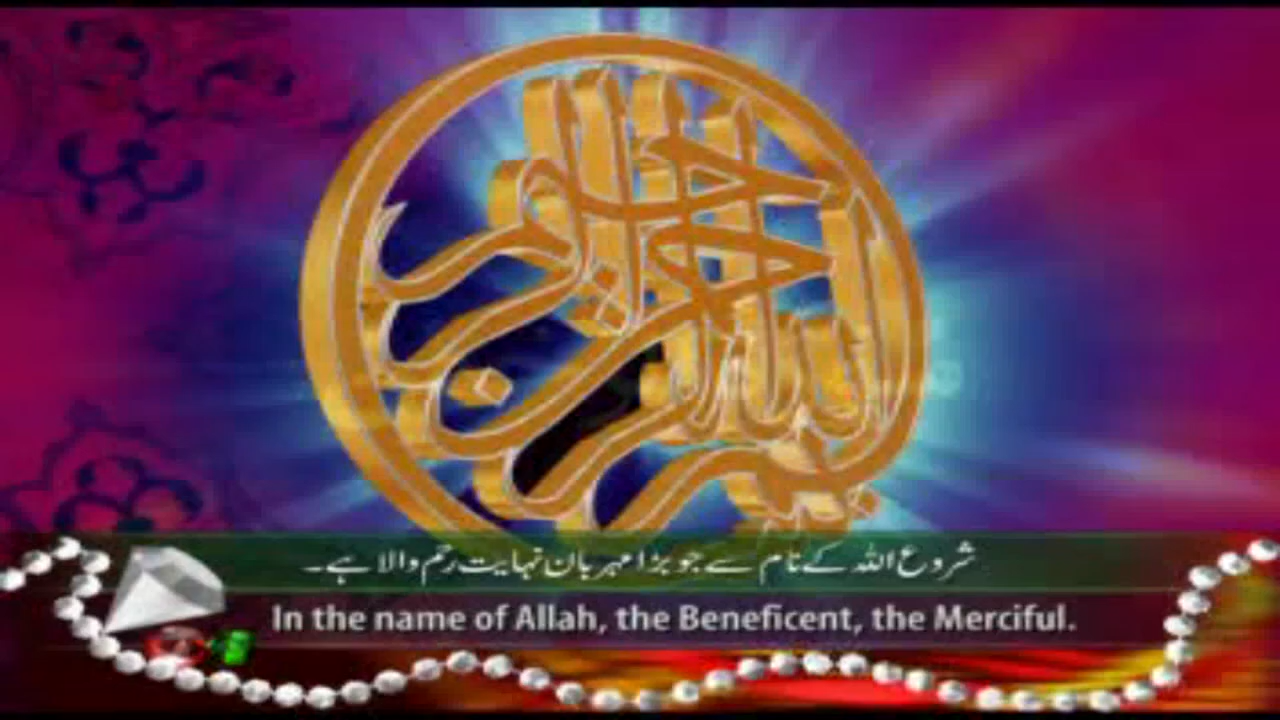 بسم الله الرحمن الرحيم
شروع اللہ کے نام سے جو بڑا مہربان نہایت رحم والا ہے۔
In the name of Allah, the Beneficent, the Merciful.